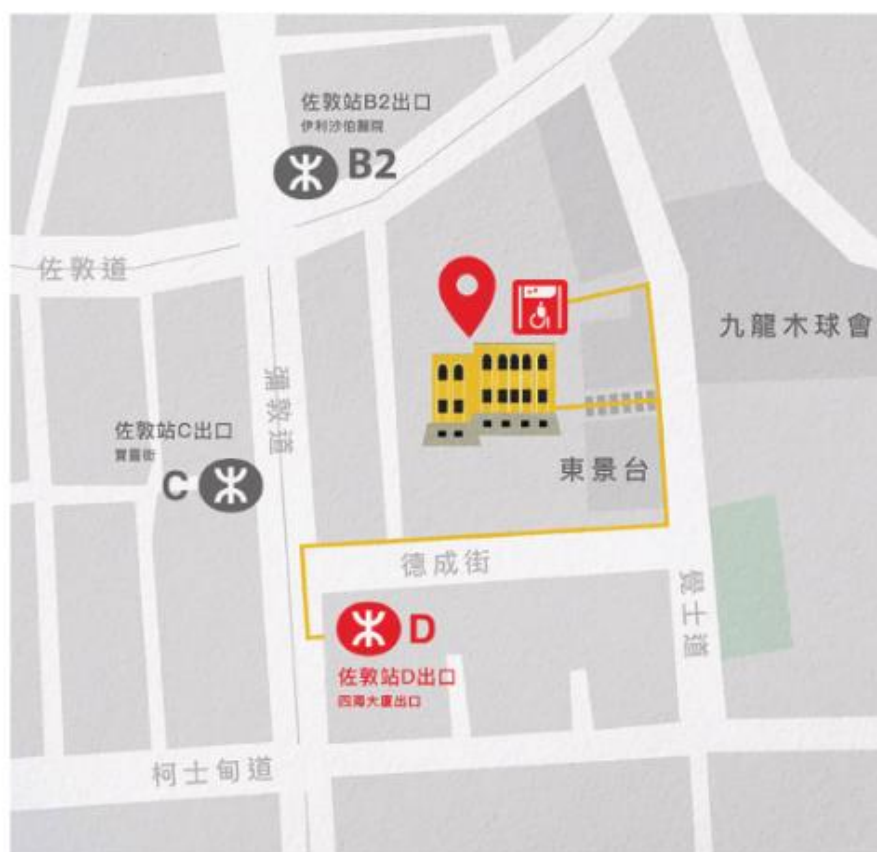 佐敦站B2出口
伊利沙伯醫院
B2
佐敦道
九龍木球會
彌敦道
佐敦站C出口
寶靈街
C
東景台
德成街
覺士道
D
佐敦站D出口
四海大廈出口
柯士甸道